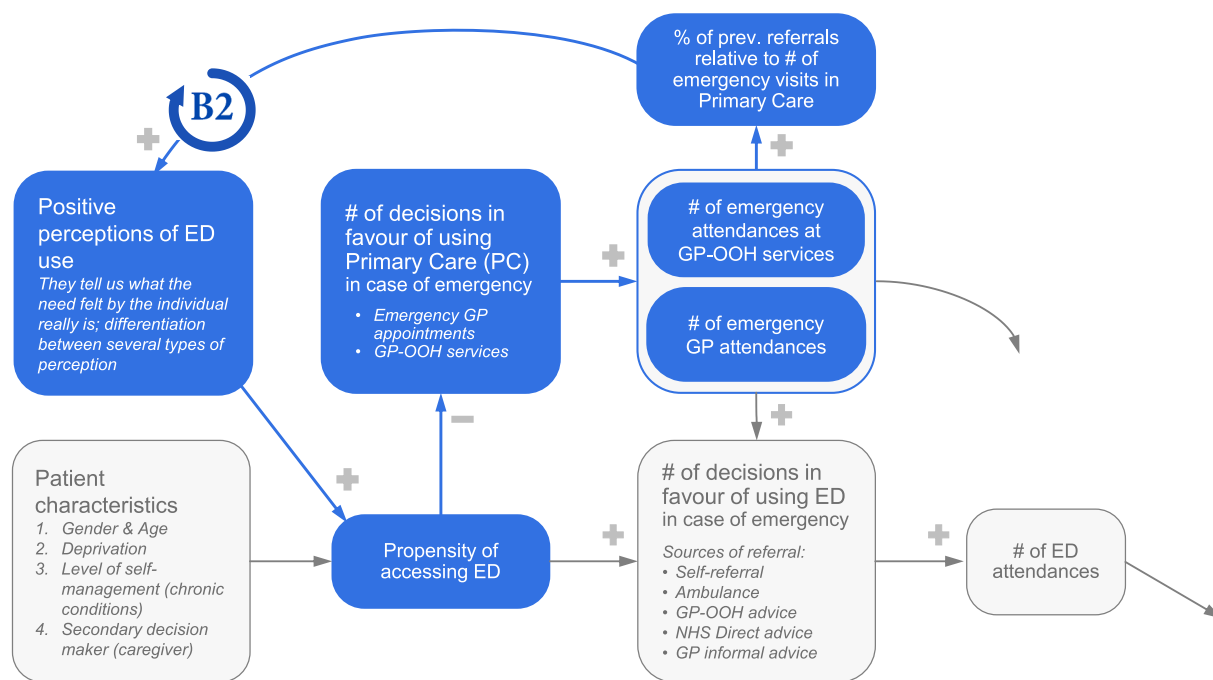 % of prev. referrals
relative to # of
emergency visits in
Primary Care
B2
Positive
perceptions of ED
use
They tell us what the
need felt by the individual
really is; differentiation
between several types of
perception
# of decisions in
favour of using
Primary Care (PC)
in case of emergency
• Emergency GP
appointments
• GP-OOH services
# of emergency
attendances at
GP-OOH services
# of emergency
GP attendances
Patient
characteristics
1. Gender & Age
2. Deprivation
3. Level of self-
management (chronic
conditions)
4. Secondary decision
maker (caregiver)
Propensity of
accessing ED
# of decisions in
favour of using ED
in case of emergency
Sources of referral:
• Self-referral
• Ambulance
• GP-OOH advice
• NHS Direct advice
• GP informal advice
# of ED
attendances